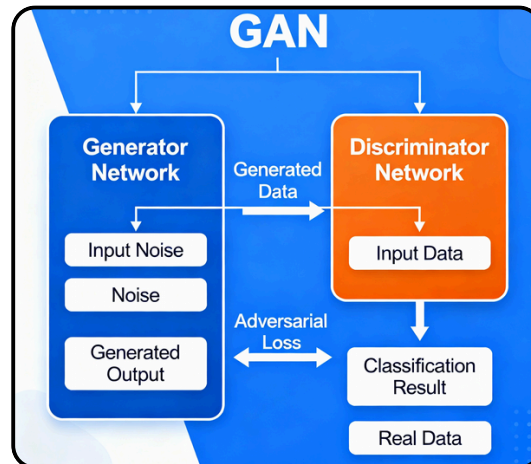 GAN
Generator
Network
Generated
Data
Discriminator
Network
Input Noise
Input Data
Noise
Adversarial
Loss
Generated
Output
Classification
Result
Real Data